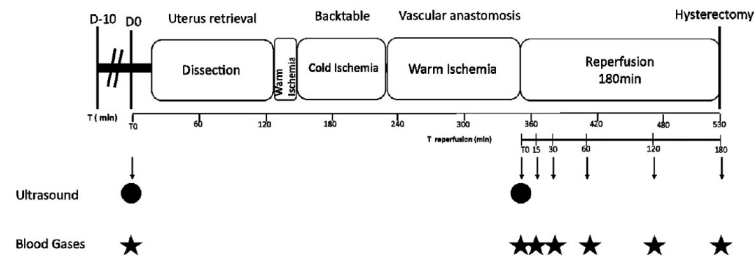 D-10 D0 Uterus retrieval Backtable Vascular anastomosis Hysterectomy
Dissection
Warm Ischemia
Cold Ischemia
Warm Ischemia
Reperfusion
180min
T (min) T0 60 120 180 230 240 300 360 420 480 530
T reperfusion (min) T0 15 30 60 120 180
Ultrasound
Blood Gases